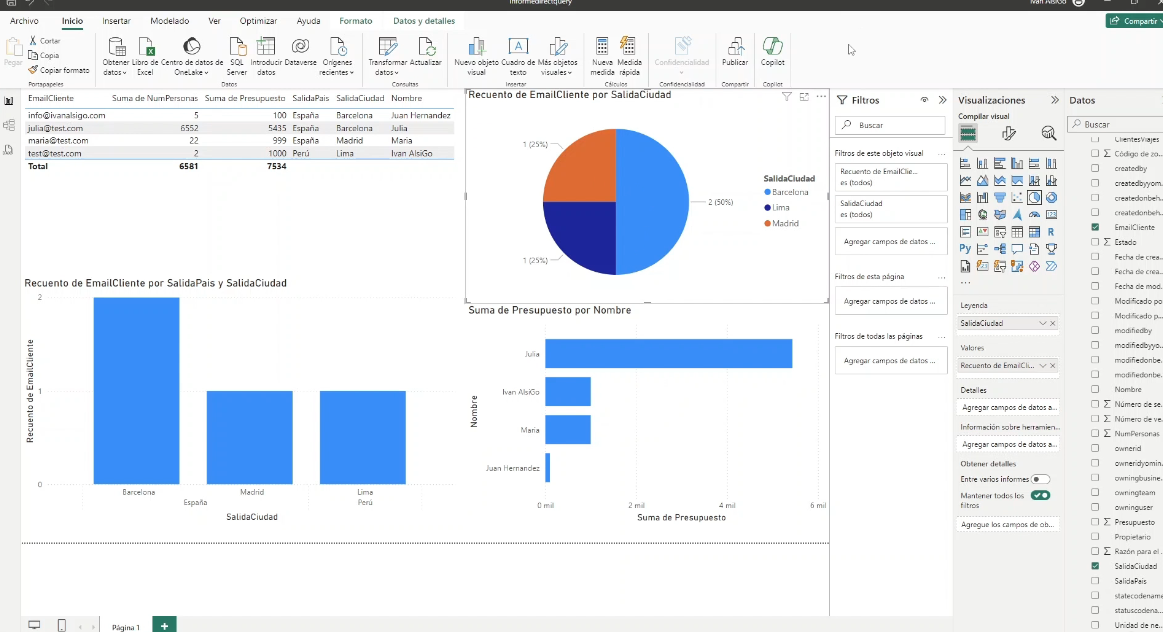 informedirectquery
Ivan AlsiGo
Archivo Inicio Insertar Modelado Ver Optimizar Ayuda Formato Datos y detalles
Compartir
Pegar
Cortar
Copia
Copiar formato
Portapapeles
Obtener datos
Libro de Excel
Centro de datos de OneLake
SQL Server
Introducir datos
Dataverse
Orígenes recientes
Datos
Transformar datos
Actualizar
Consultas
Nuevo objeto visual
Cuadro de texto
Más objetos visuales
Insertar
Nueva medida
Medida rápida
Cálculos
Confidencialidad
Confidencialidad
Publicar
Compartir
Copilot
Copilot
EmailCliente Suma de NumPersonas Suma de Presupuesto SalidaPais SalidaCiudad Nombre
info@ivanalsigo.com 5 100 España Barcelona Juan Hernandez
julia@test.com 6552 5435 España Barcelona Julia
maria@test.com 22 999 España Madrid Maria
test@test.com 2 1000 Perú Lima Ivan AlsiGo
Total 6581 7534
Recuento de EmailCliente por SalidaCiudad
1 (25%)
2 (50%)
1 (25%)
SalidaCiudad
Barcelona
Lima
Madrid
Recuento de EmailCliente por SalidaPais y SalidaCiudad
Recuento de EmailCliente
2
1
0
Barcelona Madrid Lima
España Perú
SalidaCiudad
Suma de Presupuesto por Nombre
Nombre
Julia
Ivan AlsiGo
Maria
Juan Hernandez
0 mil 2 mil 4 mil 6 mil
Suma de Presupuesto
Filtros
Buscar
Filtros de este objeto visual ...
Recuento de EmailClie...
es (todos)
SalidaCiudad
es (todos)
Agregar campos de datos ...
Filtros de esta página ...
Agregar campos de datos ...
Filtros de todas las páginas ...
Agregar campos de datos ...
Visualizaciones
Compilar visual
R
Py
...
Leyenda
SalidaCiudad
Valores
Recuento de EmailCli...
Detalles
Agregar campos de datos a...
Información sobre herramien...
Agregar campos de datos a...
Obtener detalles
Entre varios informes
Mantener todos los filtros
Agregue los campos de ob...
Datos
Buscar
ClientesViajes
Código de zo...
createdby
createdbyyom...
createdonbeh...
createdonbeh...
EmailCliente
Estado
Fecha de crea...
Fecha de crea...
Fecha de mod...
Modificado po
Modificado p...
modifiedby
modifiedbyyo...
modifiedonbe...
modifiedonbe...
Nombre
Número de se...
Número de ve...
NumPersonas
ownerid
owneridyomin...
owningbusine...
owningteam
owninguser
Presupuesto
Propietario
Razón para el ..
SalidaCiudad
SalidaPais
statecodename
statuscodena...
Unidad de ne...
Página 1